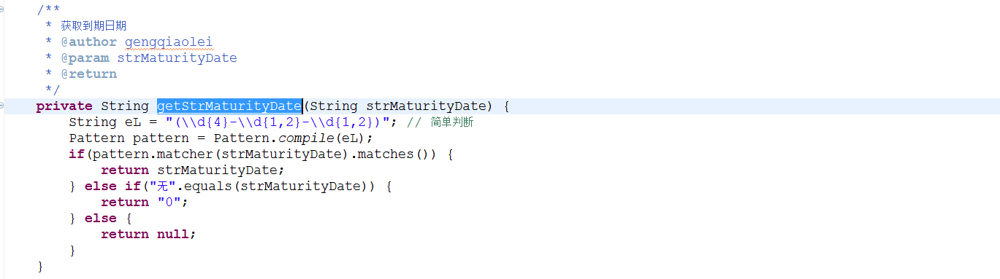 /**
 * 获取到期日期
 * @author gengqiaolei
 * @param strMaturityDate
 * @return
 */
private String getStrMaturityDate(String strMaturityDate) {
    String eL = "(\\d{4}-\\d{1,2}-\\d{1,2})"; // 简单判断
    Pattern pattern = Pattern.compile(eL);
    if(pattern.matcher(strMaturityDate).matches()) {
        return strMaturityDate;
    } else if("无".equals(strMaturityDate)) {
        return "0";
    } else {
        return null;
    }
}